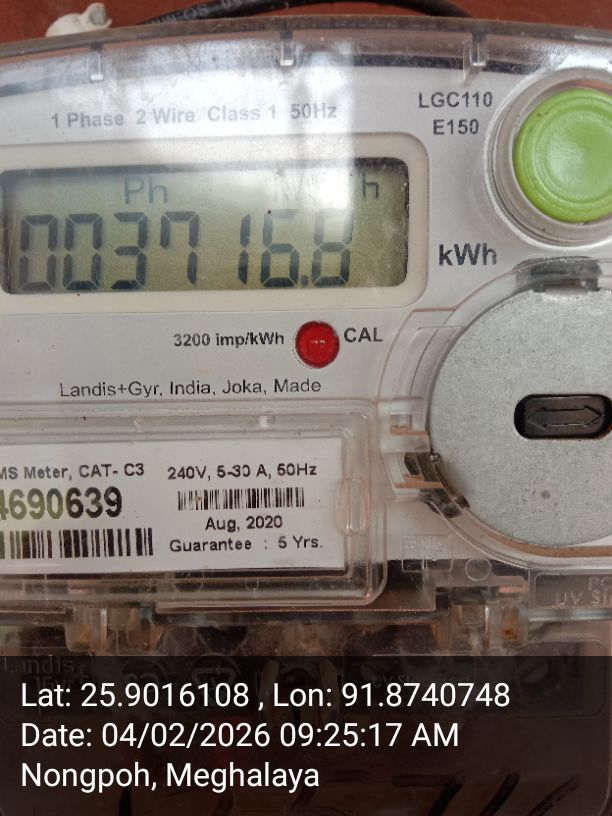 1 Phase 2 Wire Class 1 50Hz
LGC110
E150
Ph h
003716.8
kWh
3200 imp/kWh CAL
Landis+Gyr, India, Joka, Made
MS Meter, CAT- C3
4690639
240V, 5-30 A, 50Hz
Aug, 2020
Guarantee : 5 Yrs.
Landis
Lat: 25.9016108 , Lon: 91.8740748
Date: 04/02/2026 09:25:17 AM
Nongpoh, Meghalaya